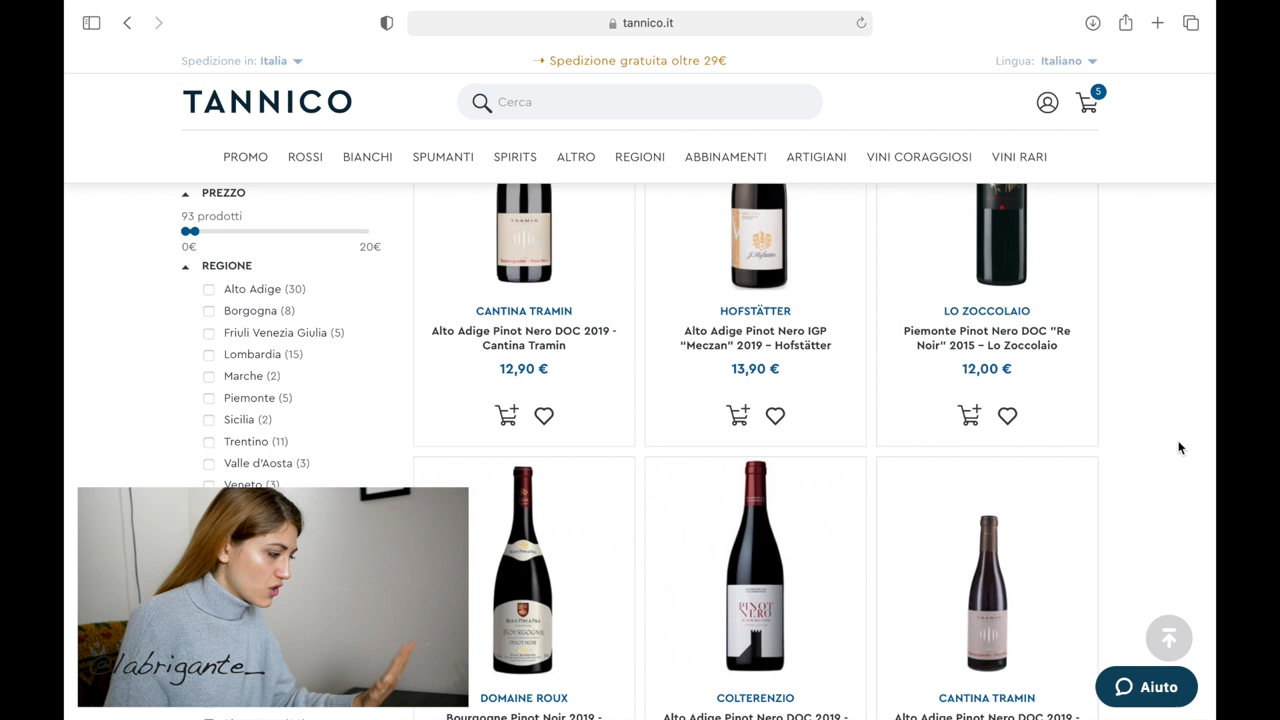 tannico.it
Spedizione in: Italia
→ Spedizione gratuita oltre 29€
Lingua: Italiano
TANNICO
Cerca
5
PROMO ROSSI BIANCHI SPUMANTI SPIRITS ALTRO REGIONI ABBINAMENTI ARTIGIANI VINI CORAGGIOSI VINI RARI
PREZZO
93 prodotti
0€ 20€
REGIONE
Alto Adige (30)
Borgogna (8)
Friuli Venezia Giulia (5)
Lombardia (15)
Marche (2)
Piemonte (5)
Sicilia (2)
Trentino (11)
Valle d'Aosta (3)
Veneto (3)
TRAMIN
J. Hofstätter
CANTINA TRAMIN
Alto Adige Pinot Nero DOC 2019 -
Cantina Tramin
12,90 €
HOFSTÄTTER
Alto Adige Pinot Nero IGP
"Meczan" 2019 – Hofstätter
13,90 €
LO ZOCCOLAIO
Piemonte Pinot Nero DOC "Re
Noir" 2015 – Lo Zoccolaio
12,00 €
BOURGOGNE
PINOT NOIR
PINOT
NERO
TRAMIN
DOMAINE ROUX
Bourgogne Pinot Noir 2019 -
COLTERENZIO
Alto Adige Pinot Nero DOC 2019 -
CANTINA TRAMIN
Alto Adige Pinot Nero DOC 2019 -
@labrigante_
Aiuto